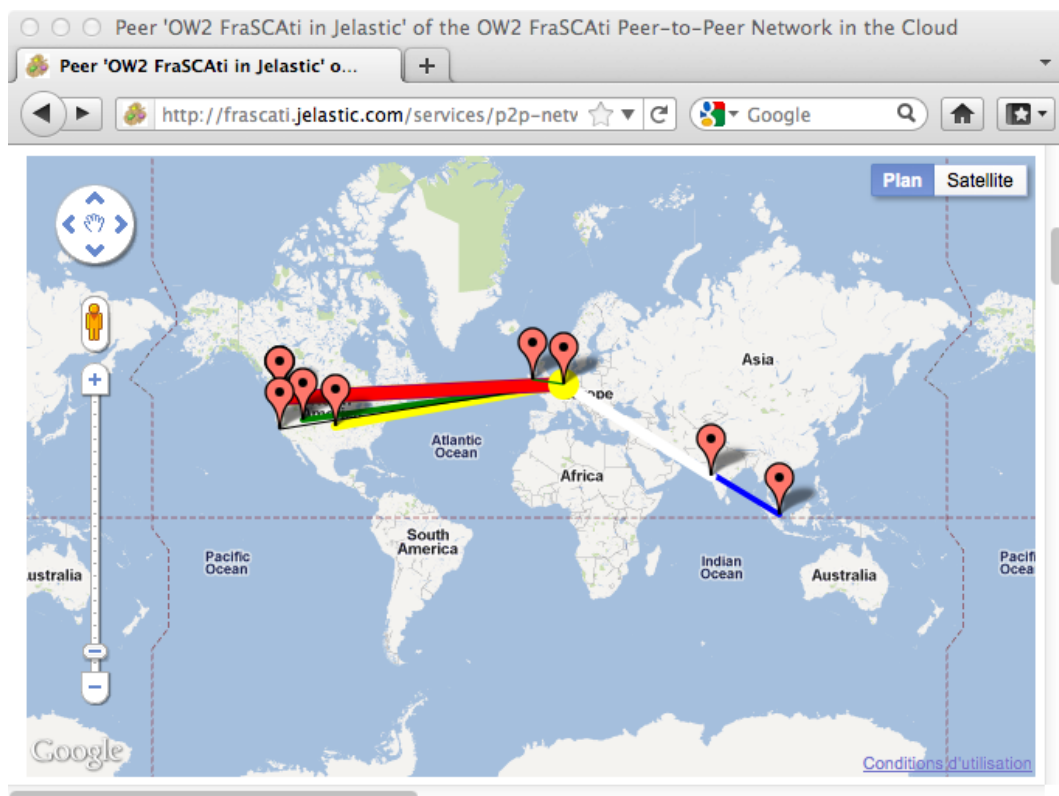 Peer 'OW2 FraSCAti in Jelastic' of the OW2 FraSCAti Peer-to-Peer Network in the Cloud
Peer 'OW2 FraSCAti in Jelastic' o...
http://frascati.jelastic.com/services/p2p-netv
Google
Plan
Satellite
Asia
Atlantic
Ocean
Africa
South
America
Pacific
Ocean
Indian
Ocean
Australia
ustralia
Pacifi
Ocea
Google
Conditions d'utilisation